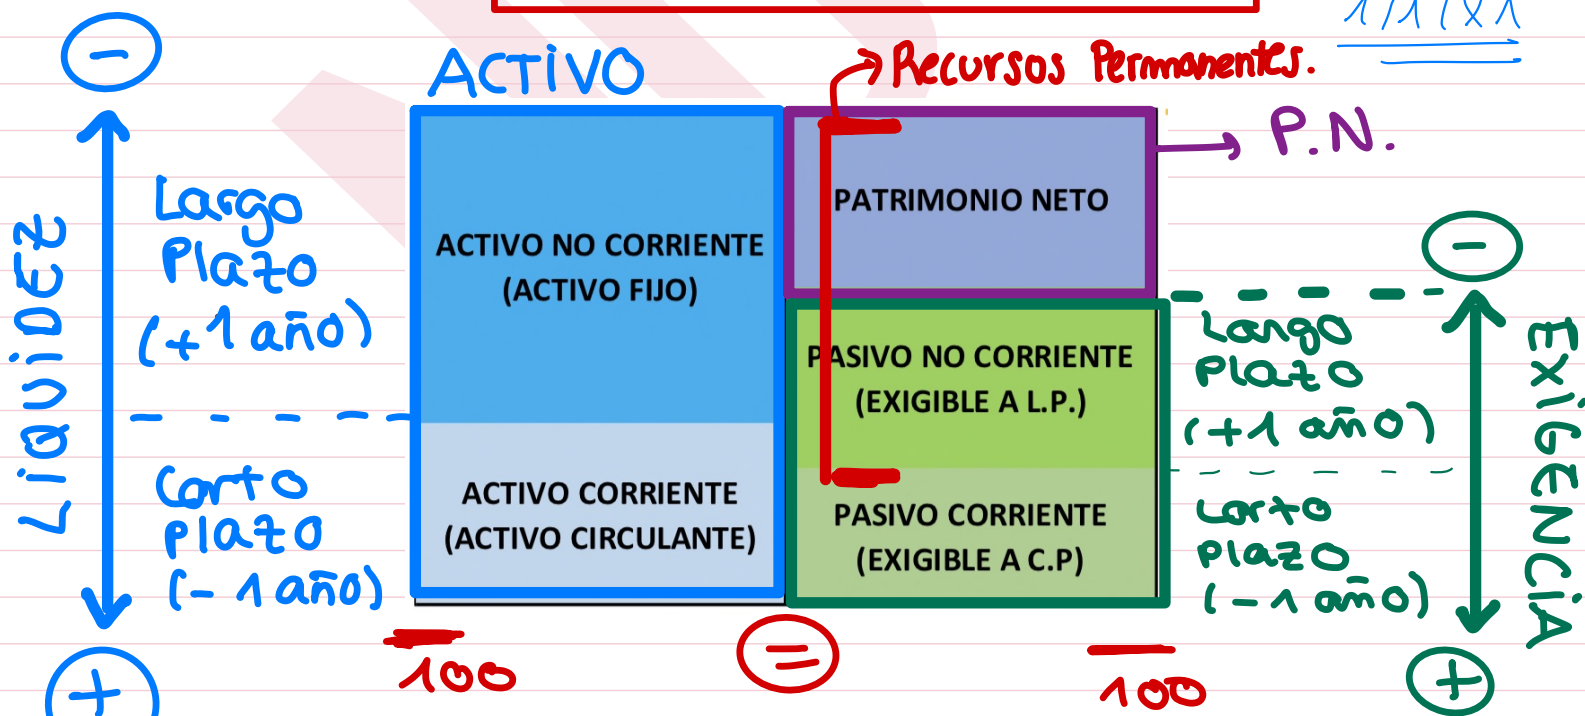 ACTIVO
Recursos Permanentes.
P.N.
LIQUIDEZ
Largo
Plazo
(+1 año)
Corto
plazo
(-1 año)
ACTIVO NO CORRIENTE
(ACTIVO FIJO)
ACTIVO CORRIENTE
(ACTIVO CIRCULANTE)
PATRIMONIO NETO
PASIVO NO CORRIENTE
(EXIGIBLE A L.P.)
PASIVO CORRIENTE
(EXIGIBLE A C.P)
Largo
Plazo
(+1 año)
Corto
Plazo
(-1 año)
EXIGENCIA
100
=
100